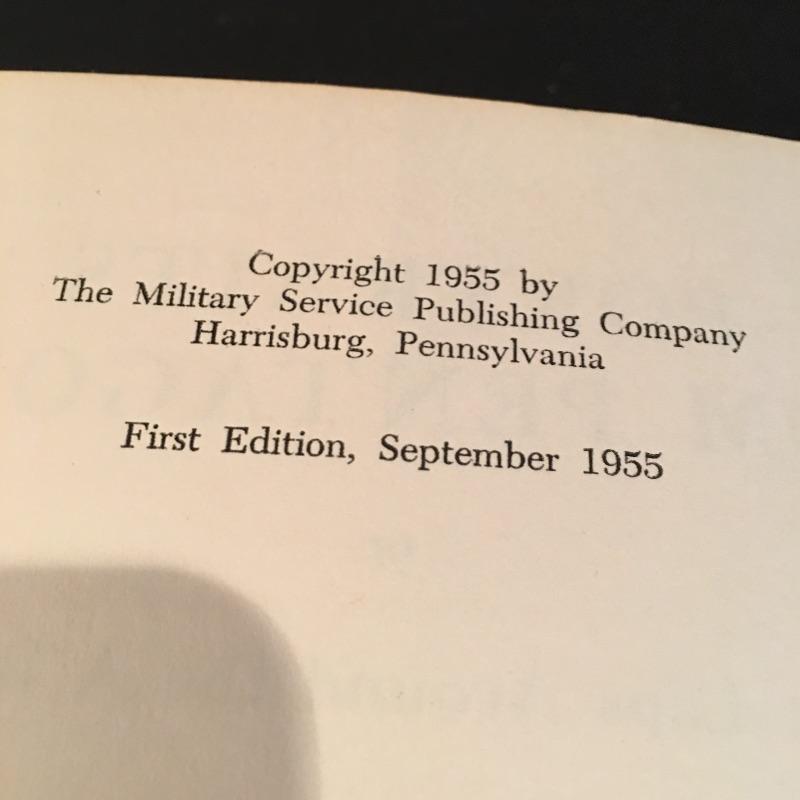 Copyright 1955 by
The Military Service Publishing Company
Harrisburg, Pennsylvania
First Edition, September 1955